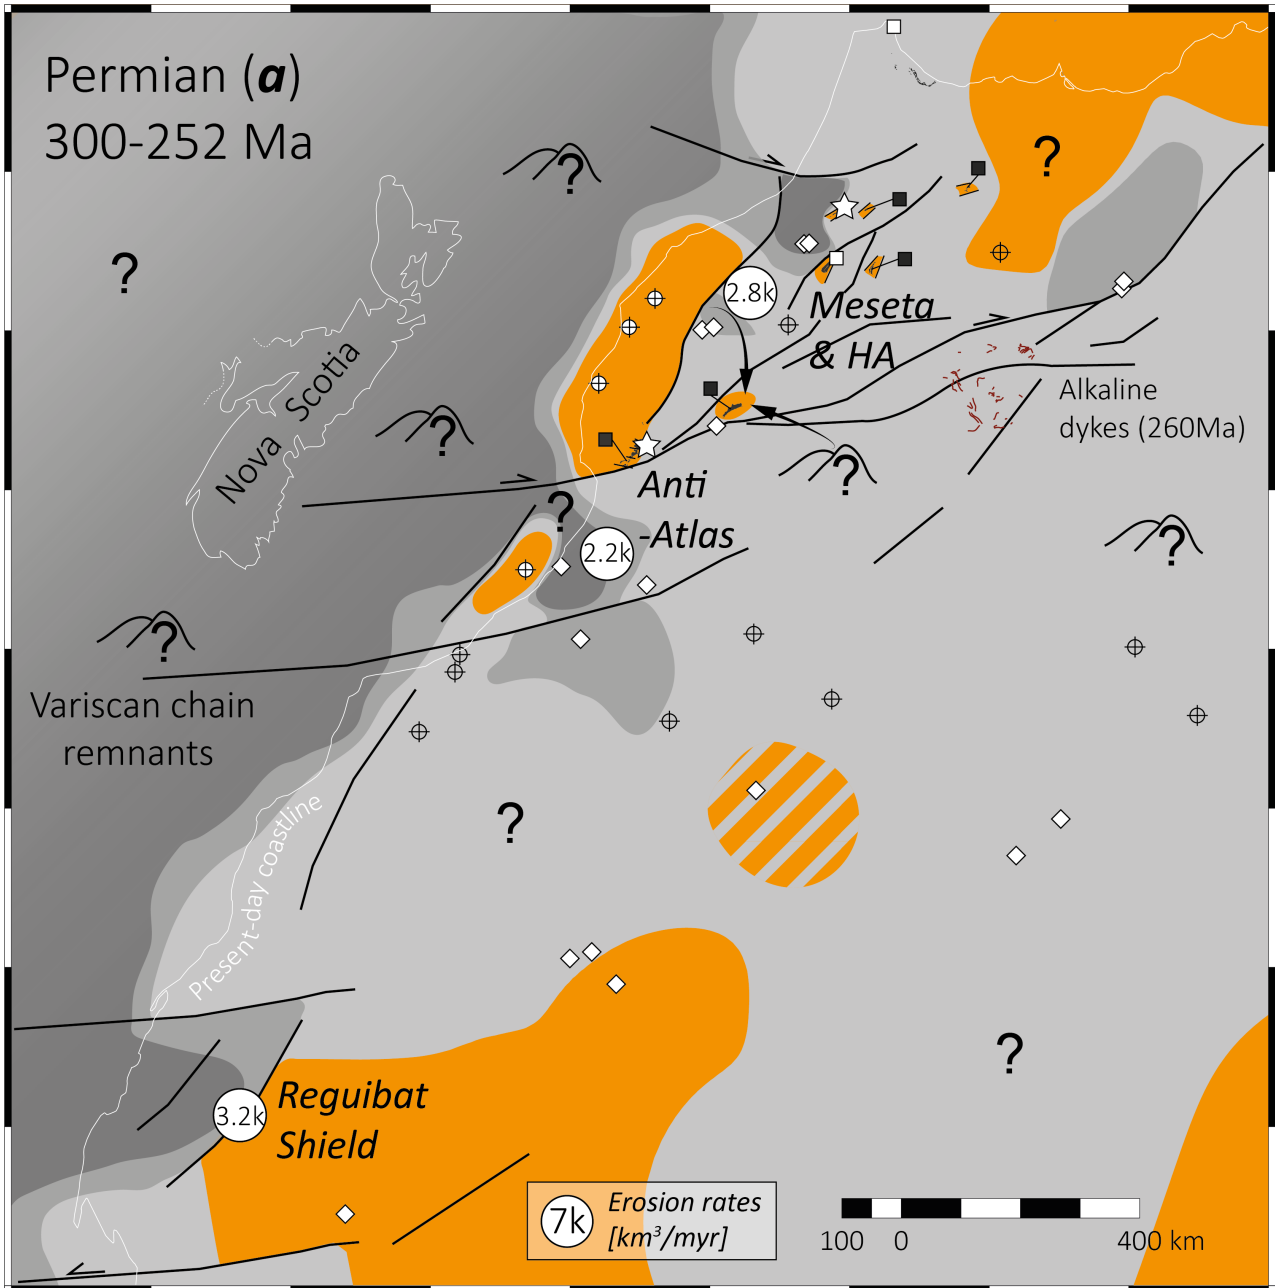 Permian (a)
300-252 Ma
?
?
?
2.8k
Meseta
& HA
Nova Scotia
Alkaline
dykes (260Ma)
?
?
Anti
-Atlas
?
2.2k
?
?
Variscan chain
remnants
?
Present-day coastline
?
Reguibat
Shield
3.2k
7k
Erosion rates
[km³/myr]
100 0 400 km